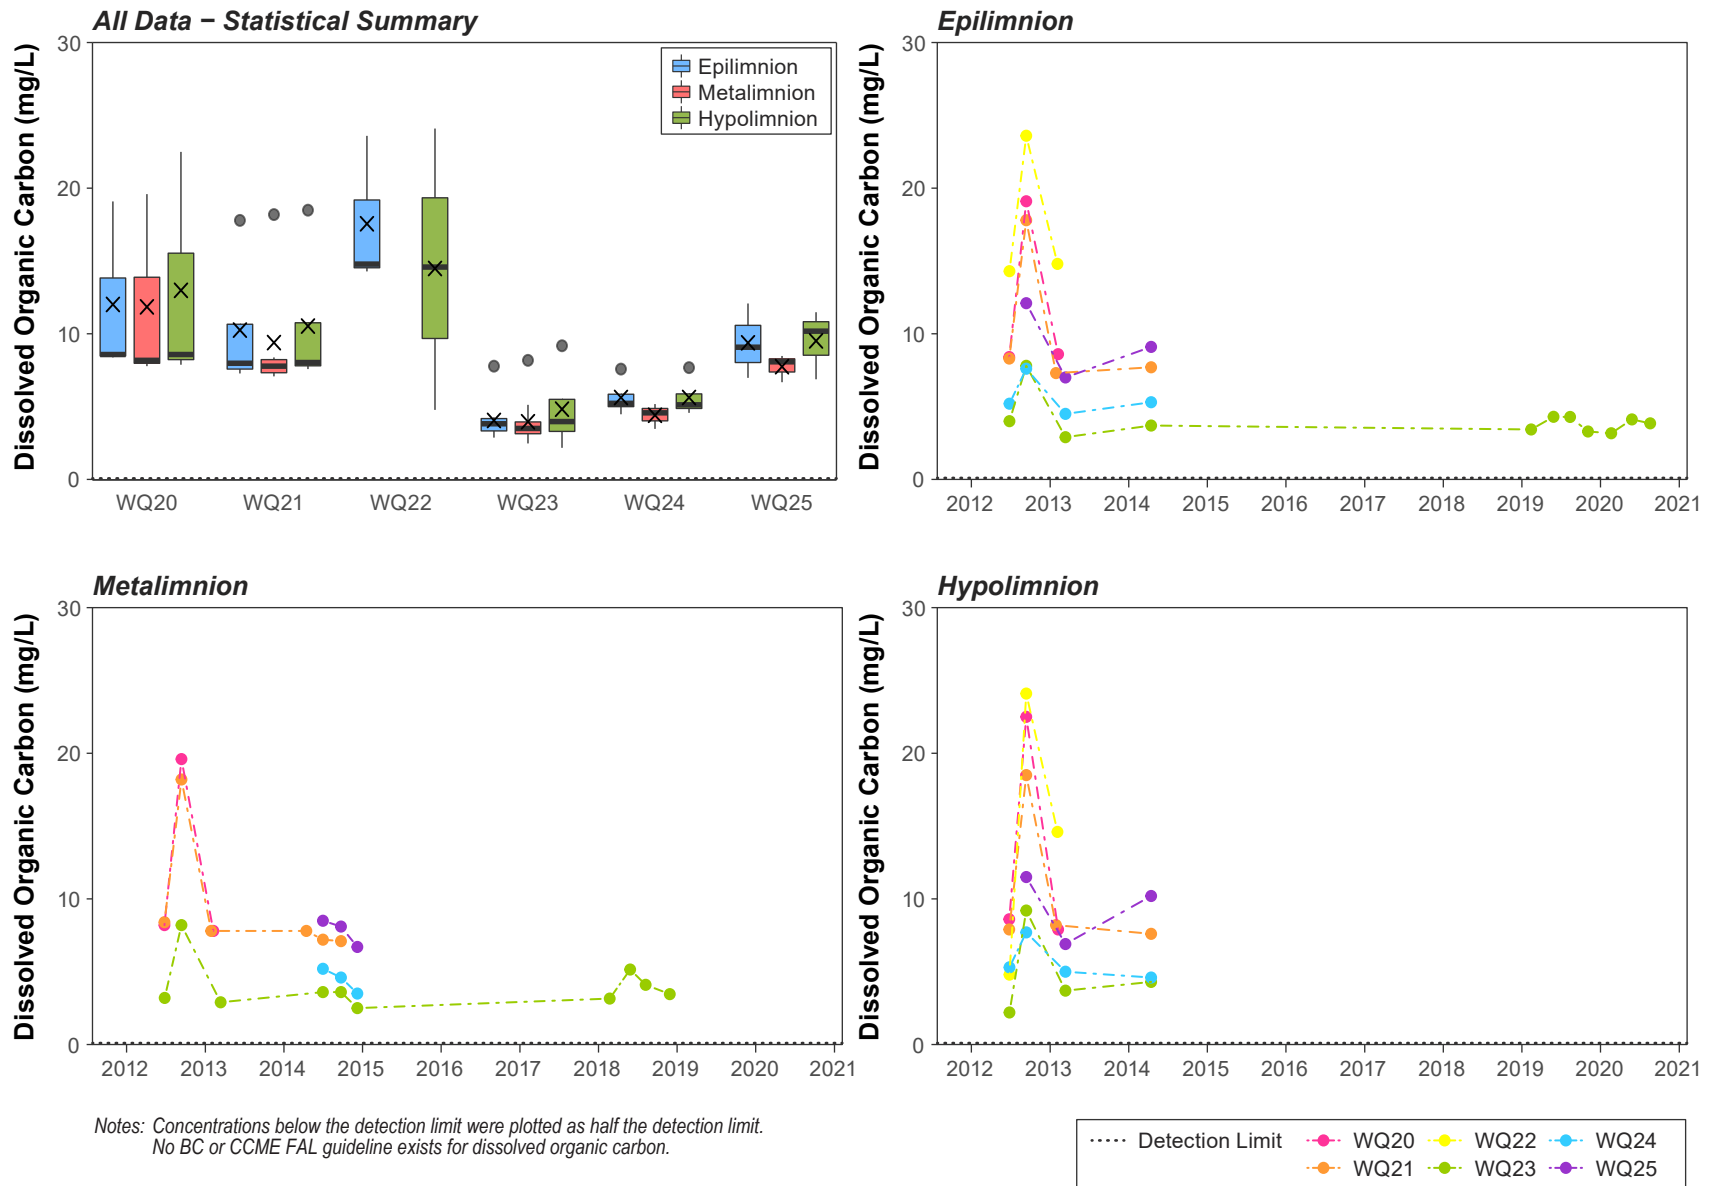 All Data − Statistical Summary
Dissolved Organic Carbon (mg/L)
30
20
10
0
Epilimnion
Metalimnion
Hypolimnion
WQ20 WQ21 WQ22 WQ23 WQ24 WQ25
Epilimnion
Dissolved Organic Carbon (mg/L)
30
20
10
0
2012 2013 2014 2015 2016 2017 2018 2019 2020 2021
Metalimnion
Dissolved Organic Carbon (mg/L)
30
20
10
0
2012 2013 2014 2015 2016 2017 2018 2019 2020 2021
Hypolimnion
Dissolved Organic Carbon (mg/L)
30
20
10
0
2012 2013 2014 2015 2016 2017 2018 2019 2020 2021
Notes: Concentrations below the detection limit were plotted as half the detection limit.
No BC or CCME FAL guideline exists for dissolved organic carbon.
Detection Limit WQ20 WQ22 WQ24
WQ21 WQ23 WQ25